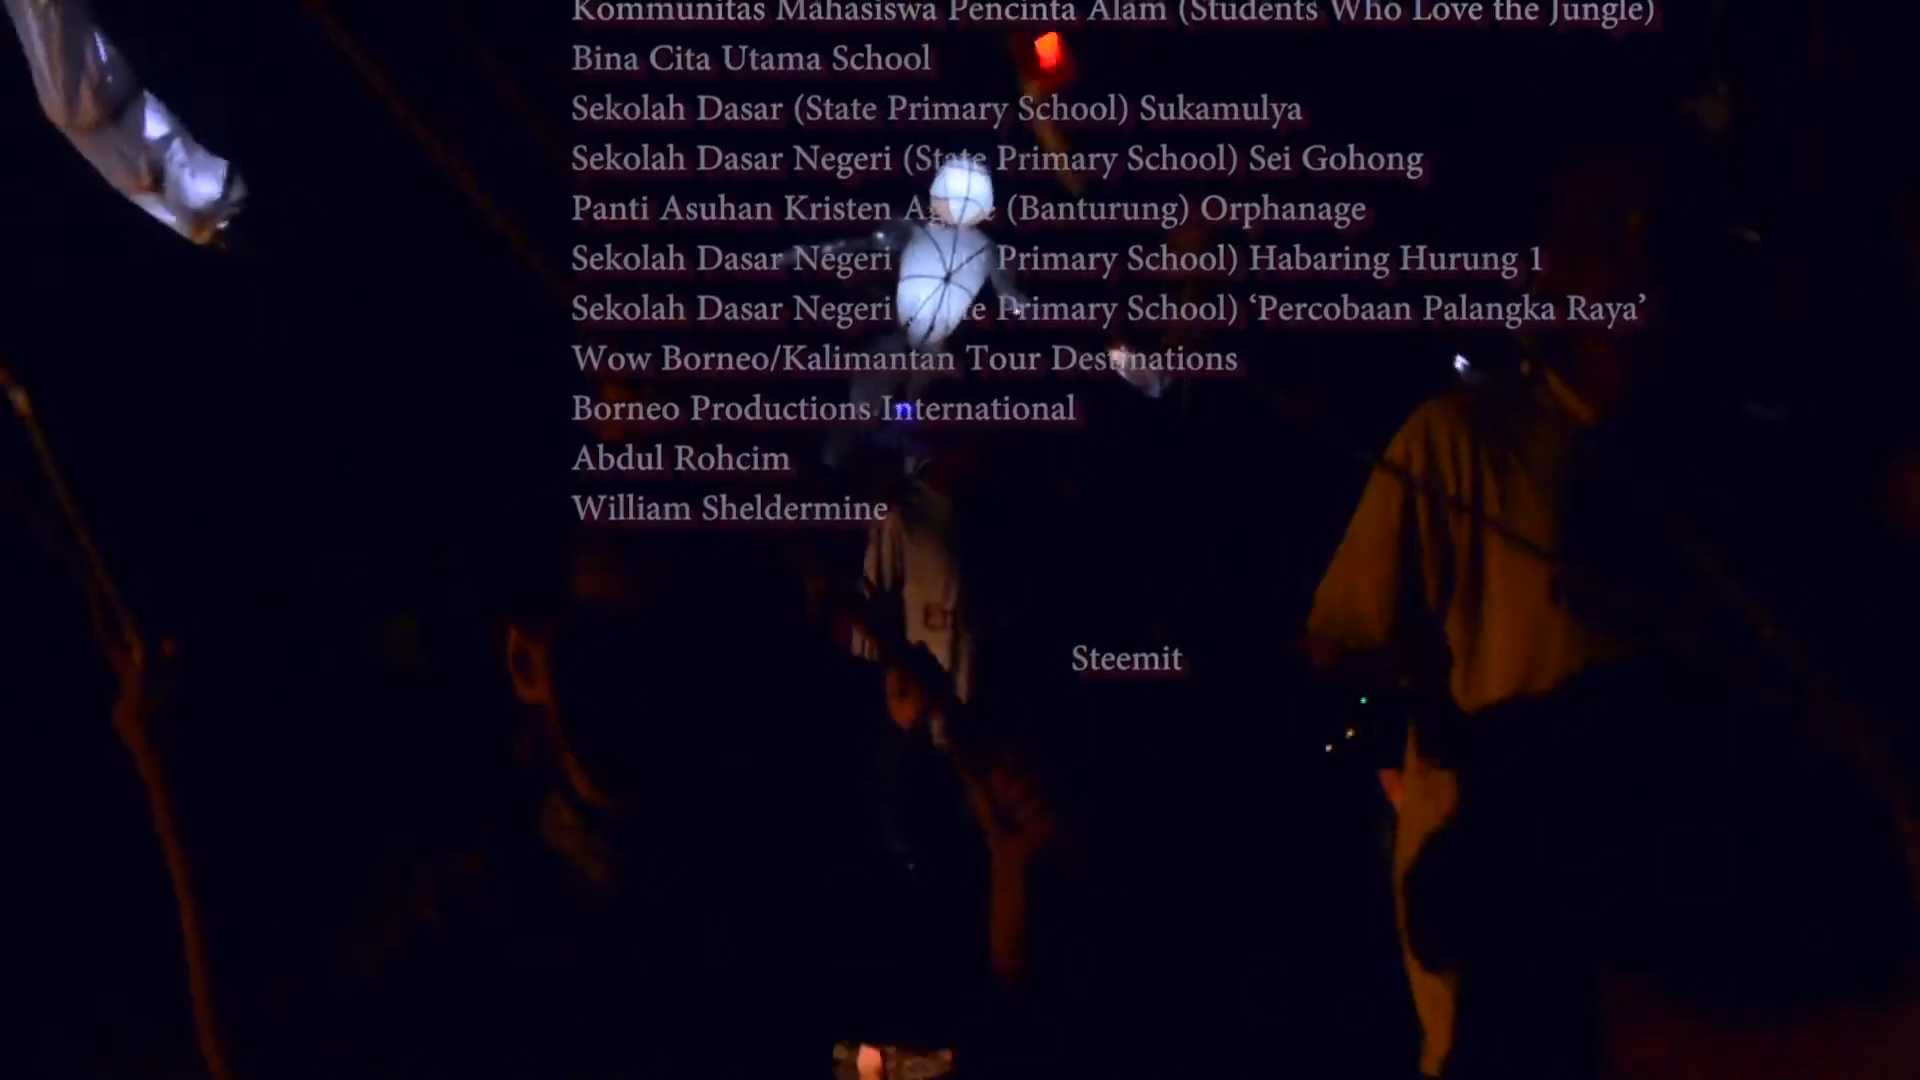 Kommunitas Mahasiswa Pencinta Alam (Students Who Love the Jungle)
Bina Cita Utama School
Sekolah Dasar (State Primary School) Sukamulya
Sekolah Dasar Negeri (State Primary School) Sei Gohong
Panti Asuhan Kristen (Banturung) Orphanage
Sekolah Dasar Negeri Primary School) Habaring Hurung 1
Sekolah Dasar Negeri Primary School) ‘Percobaan Palangka Raya’
Wow Borneo/Kalimantan Tour Destinations
Borneo Productions International
Abdul Rohcim
William Sheldermine
Steemit